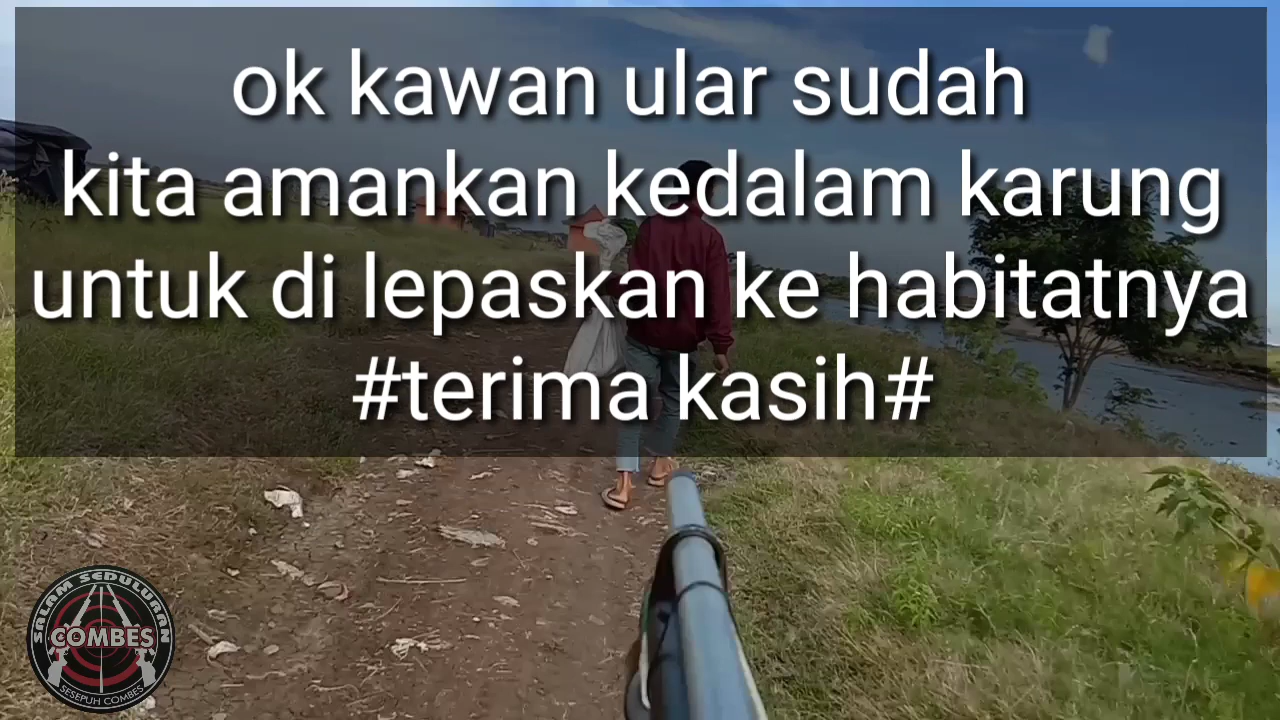 ok kawan ular sudah
kita amankan kedalam karung
untuk di lepaskan ke habitatnya
#terima kasih#
SALAM SEDULURAN
COMBES
SESEPUH COMBES